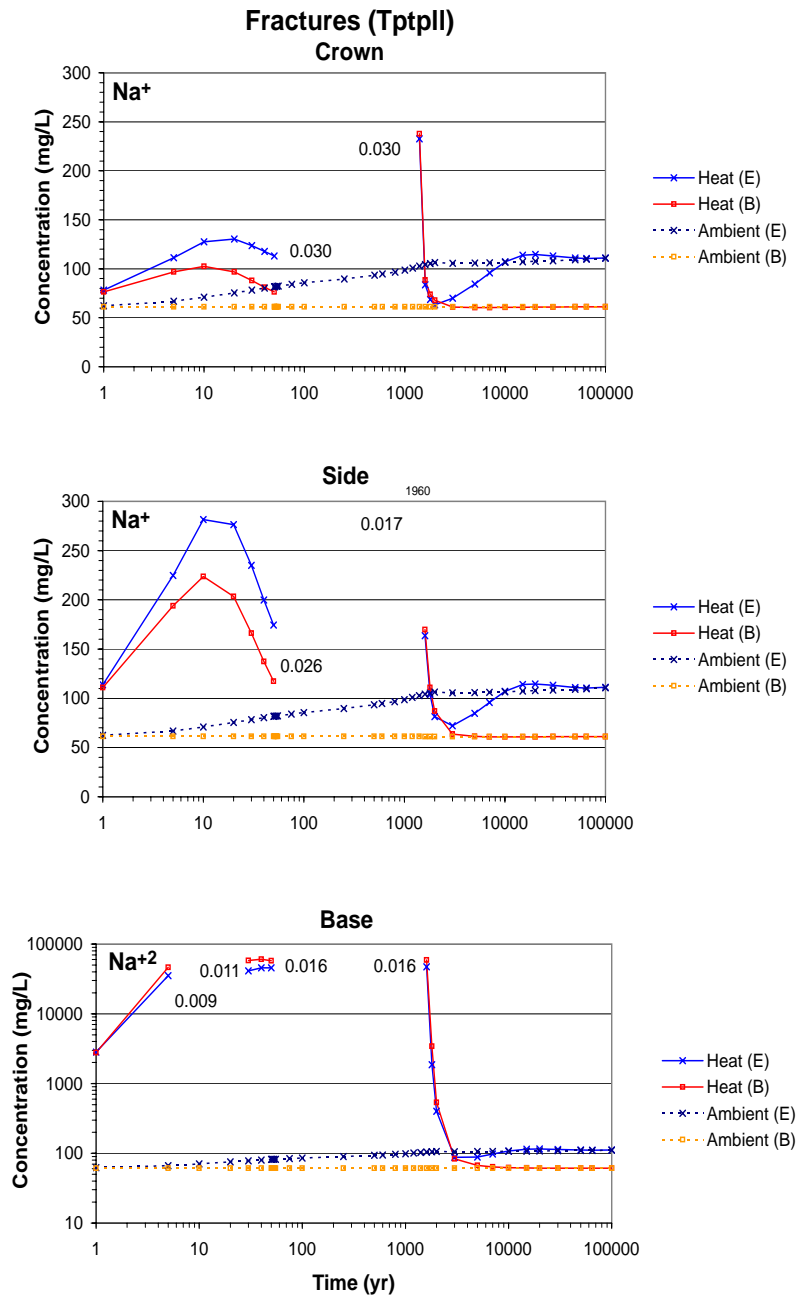 Fractures (Tptpll)
Crown
Na+
300
250
200
150
100
50
0
Concentration (mg/L)
0.030
0.030
1
10
100
1000
10000
100000
Heat (E)
Heat (B)
Ambient (E)
Ambient (B)
Side
1960
Na+
0.017
300
250
200
150
100
50
0
Concentration (mg/L)
0.026
1
10
100
1000
10000
100000
Heat (E)
Heat (B)
Ambient (E)
Ambient (B)
Base
Na+2
100000
10000
1000
100
10
Concentration (mg/L)
0.011
0.016
0.016
0.009
1
10
100
1000
10000
100000
Time (yr)
Heat (E)
Heat (B)
Ambient (E)
Ambient (B)